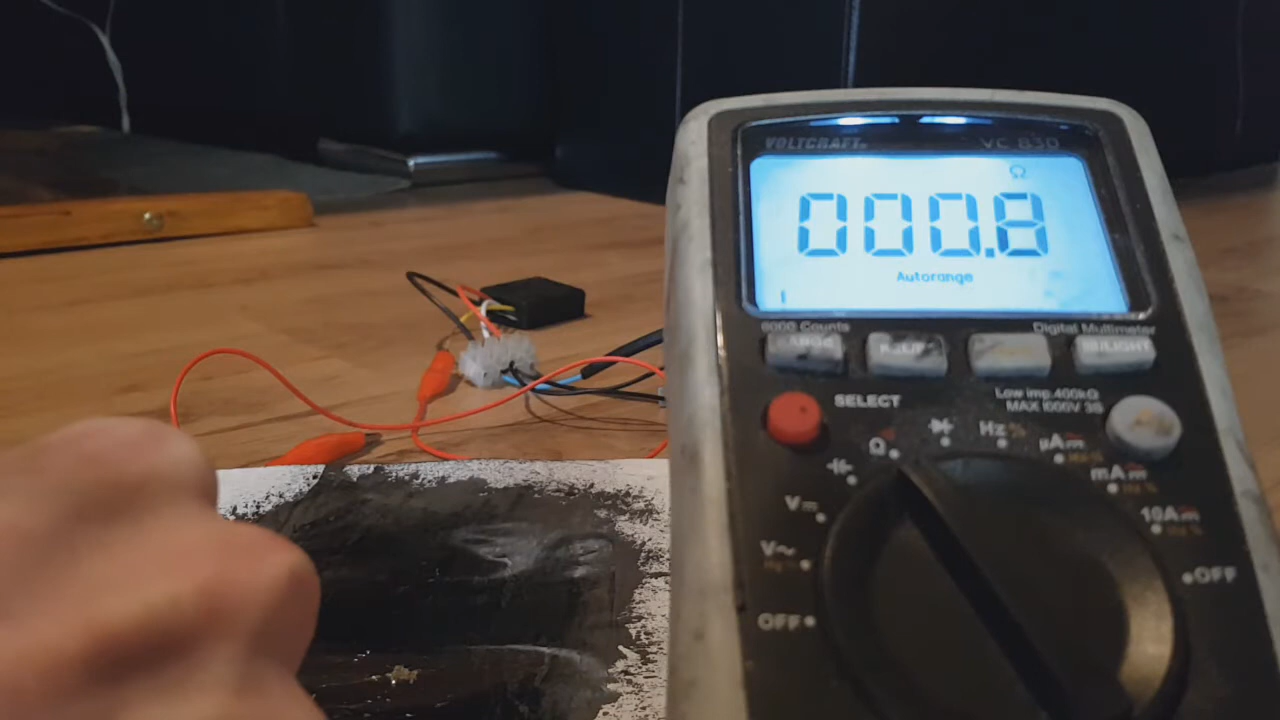 VOLTCRAFT® VC 830
Ω
000.8
Autorange
6000 Counts Digital Multimeter
RANGE
SELECT
Low imp.400kΩ
MAX 1000V 3S
Ω
Hz %
µA
mA
10A
V
V~
OFF
OFF